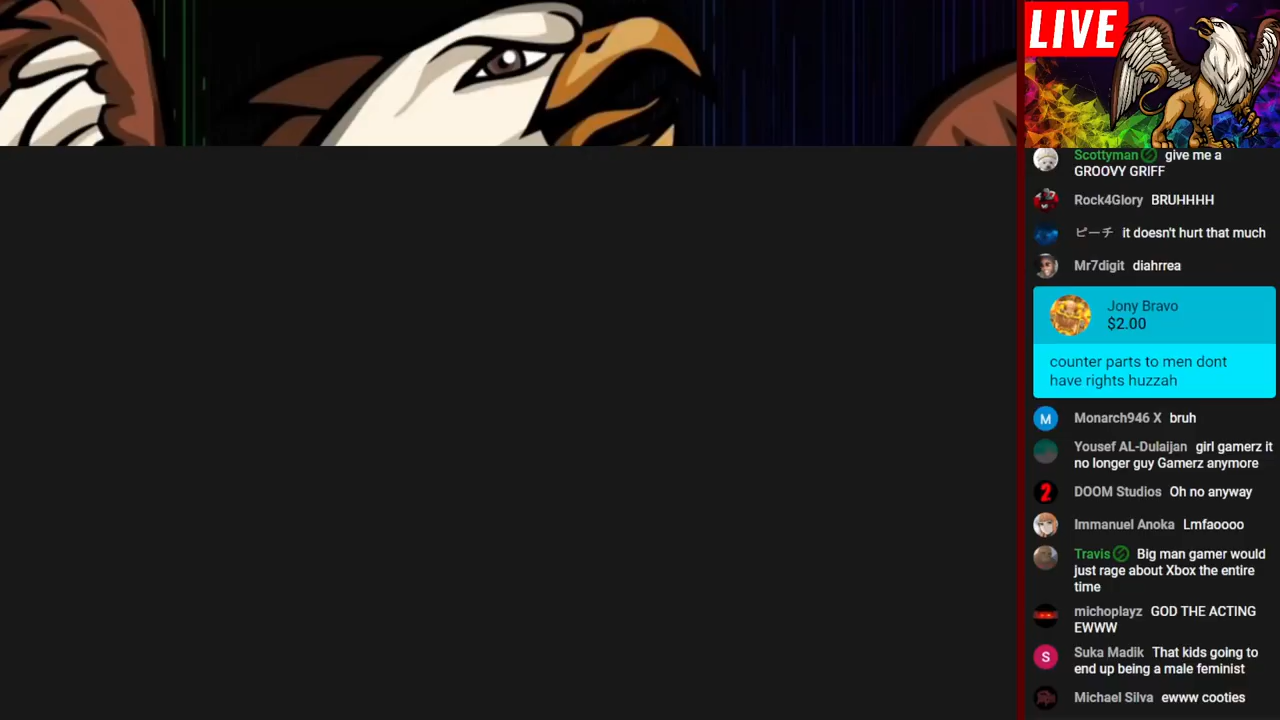 LIVE
Scottyman give me a
GROOVY GRIFF
Rock4Glory BRUHHHH
ピーチ it doesn't hurt that much
Mr7digit diahrrea
Jony Bravo
$2.00
counter parts to men dont
have rights huzzah
M Monarch946 X bruh
Yousef AL-Dulaijan girl gamerz it
no longer guy Gamerz anymore
2 DOOM Studios Oh no anyway
Immanuel Anoka Lmfaoooo
Travis Big man gamer would
just rage about Xbox the entire
time
michoplayz GOD THE ACTING
EWWW
S Suka Madik That kids going to
end up being a male feminist
Michael Silva ewww cooties